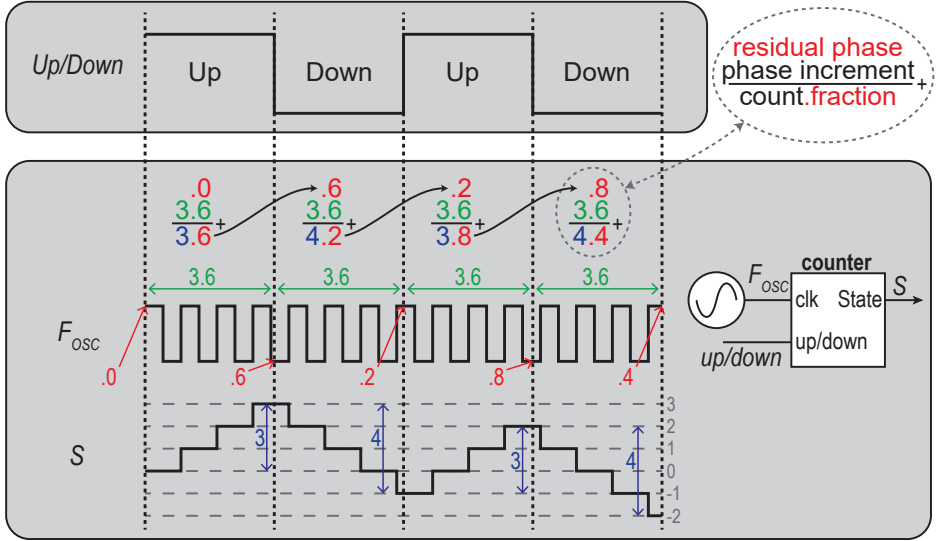 Up/Down
Up
Down
Up
Down
residual phase
phase increment
+
count.fraction
.0
3.6
+
3.6
.6
3.6
+
4.2
.2
3.6
+
3.8
.8
3.6
+
4.4
3.6
3.6
3.6
3.6
Fosc
.0
.6
.2
.8
.4
S
3
4
3
4
3
2
1
0
-1
-2
counter
Fosc
clk
State
S
up/down
up/down